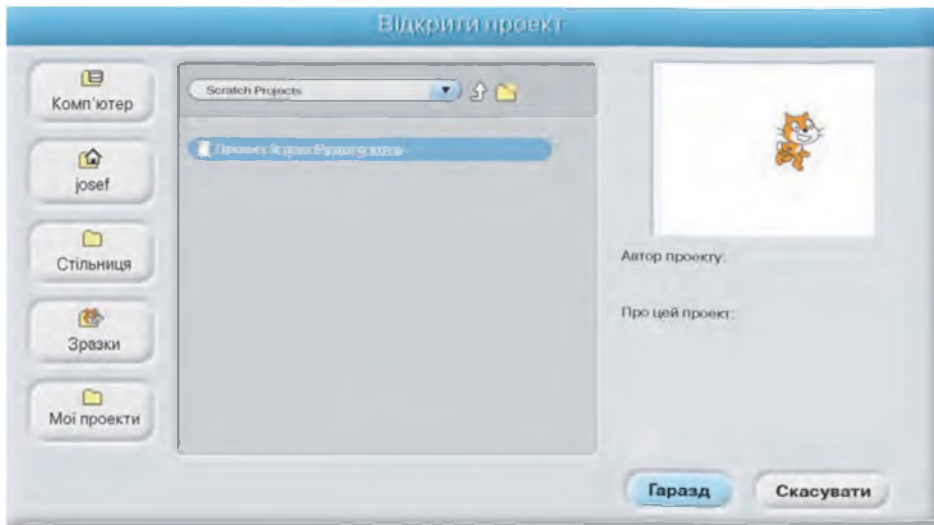 Відкрити проект
Комп'ютер
josef
Стільниця
Зразки
Мої проекти
Scratch Projects
Автор проекту:
Про цей проект:
Гаразд
Скасувати